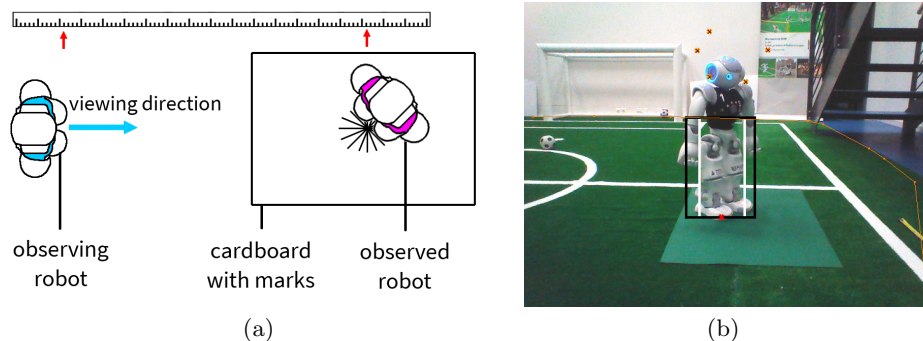 viewing direction
observing
robot
cardboard
with marks
observed
robot
(a)
(b)